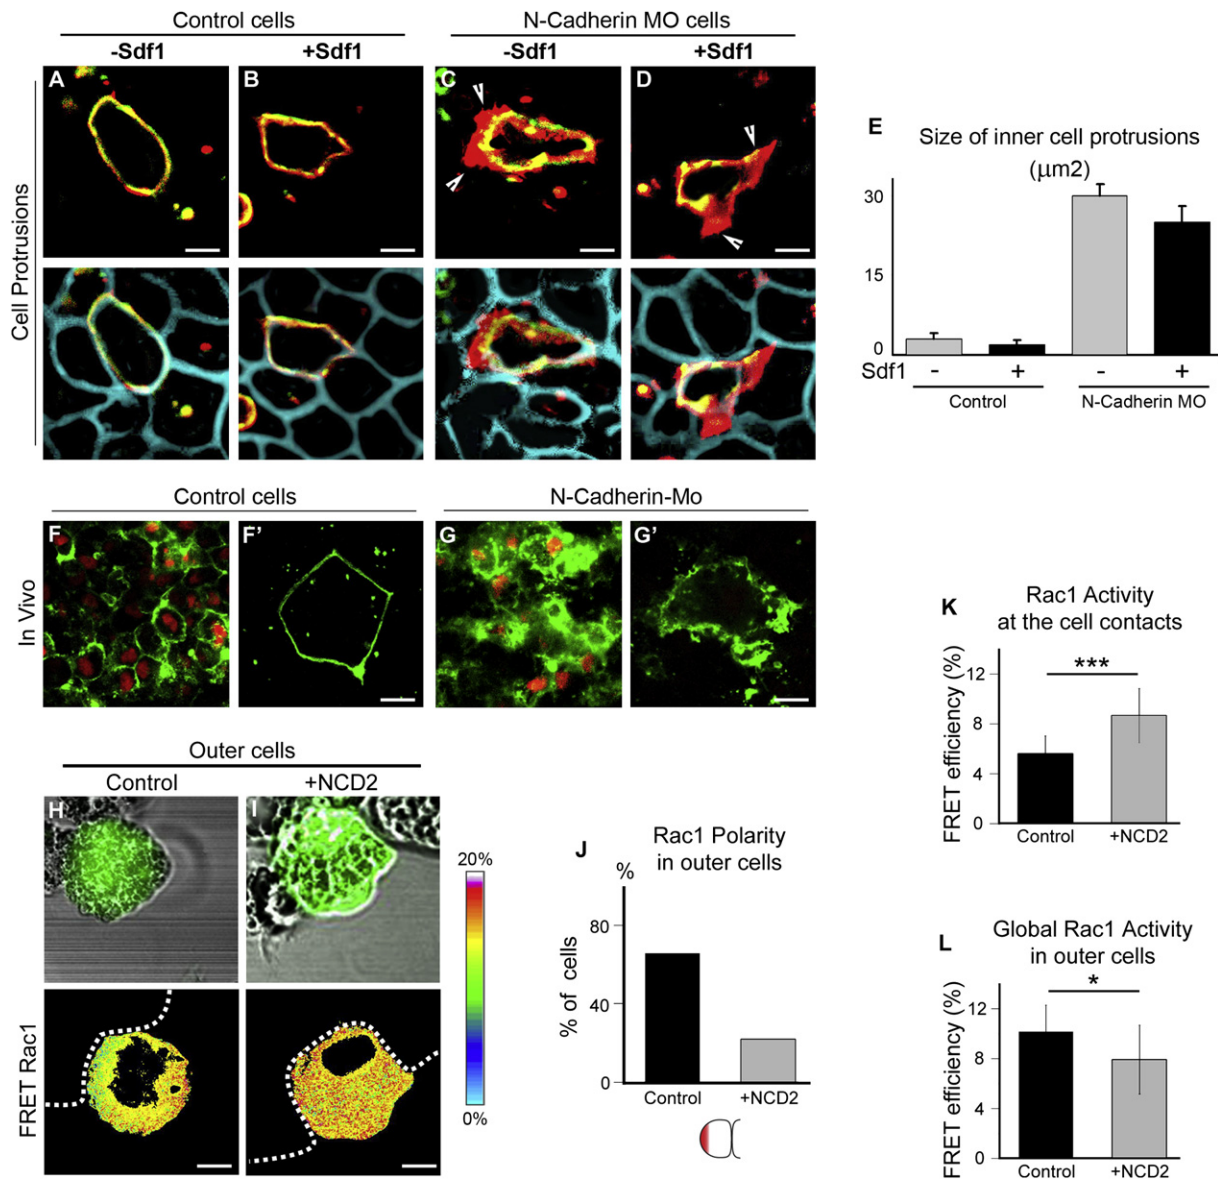 Control cells
N-Cadherin MO cells
-Sdf1
+Sdf1
-Sdf1
+Sdf1
A
B
C
D
Cell Protrusions
E
Size of inner cell protrusions
(μm2)
30
15
0
Sdf1 - + - +
Control
N-Cadherin MO
Control cells
N-Cadherin-Mo
F
F'
G
G'
In Vivo
Outer cells
Control
+NCD2
H
I
FRET Rac1
20%
0%
J
Rac1 Polarity
in outer cells
%
% of cells
80
40
0
Control
+NCD2
K
Rac1 Activity
at the cell contacts
FRET efficiency (%)
12
8
4
0
***
Control
+NCD2
L
Global Rac1 Activity
in outer cells
FRET efficiency (%)
12
8
4
0
*
Control
+NCD2